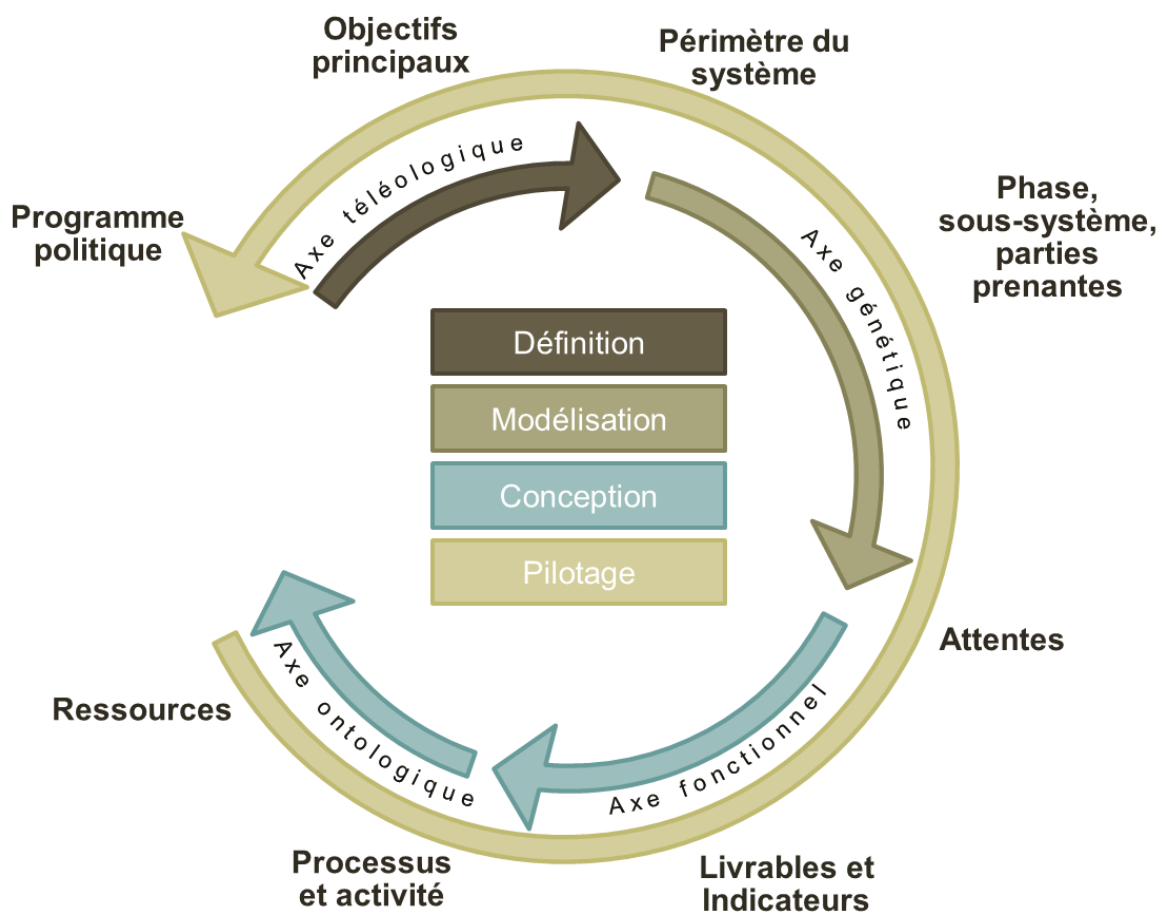 Objectifs
principaux
Périmètre du
système
Programme
politique
Axe téléologique
Axe génétique
Phase,
sous-système,
parties
prenantes
Définition
Modélisation
Conception
Pilotage
Attentes
Ressources
Axe ontologique
Axe fonctionnel
Processus
et activité
Livrables et
Indicateurs